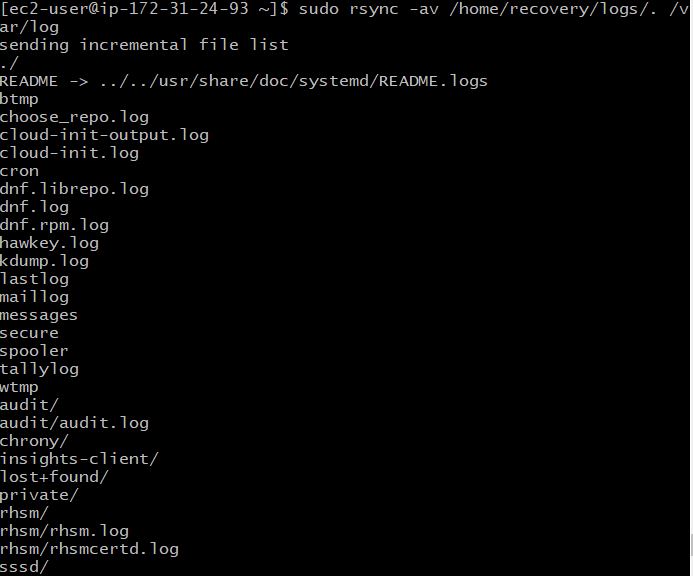 [ec2-user@ip-172-31-24-93 ~]$ sudo rsync -av /home/recovery/logs/. /v
ar/log
sending incremental file list
./
README -> ../../usr/share/doc/systemd/README.logs
btmp
choose_repo.log
cloud-init-output.log
cloud-init.log
cron
dnf.librepo.log
dnf.log
dnf.rpm.log
hawkey.log
kdump.log
lastlog
maillog
messages
secure
spooler
tallylog
wtmp
audit/
audit/audit.log
chrony/
insights-client/
lost+found/
private/
rhsm/
rhsm/rhsm.log
rhsm/rhsmcertd.log
sssd/